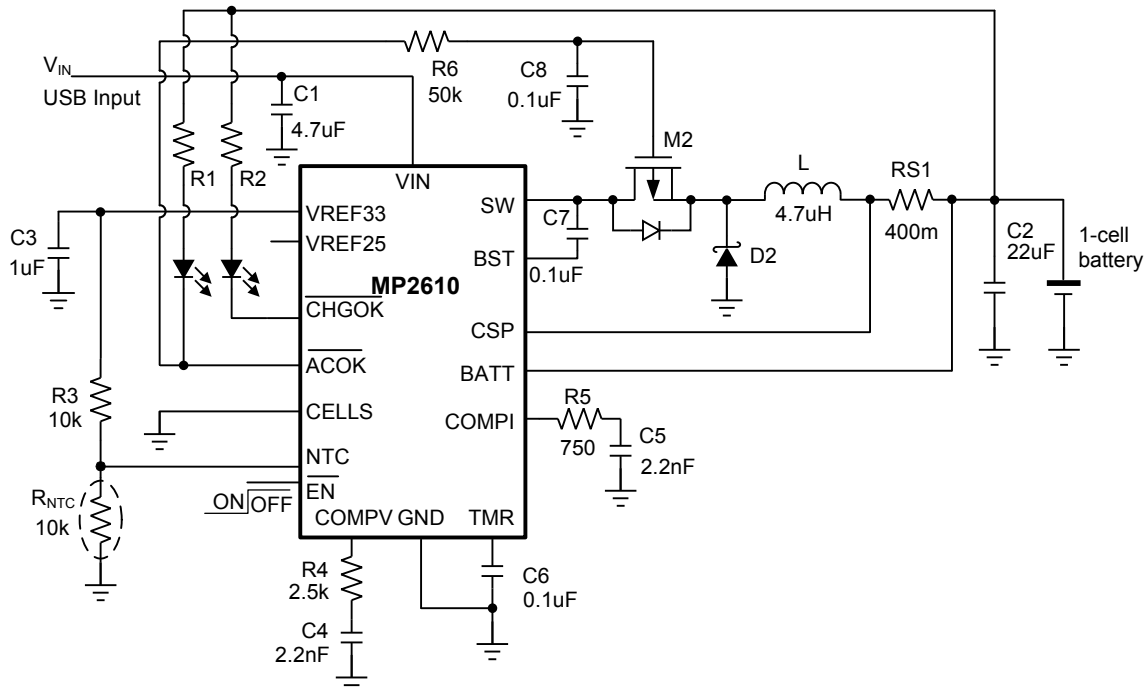 VIN
USB Input
R6
50k
C8
0.1uF
C1
4.7uF
R1
R2
M2
L
4.7uH
RS1
400m
C2
22uF
1-cell
battery
C3
1uF
MP2610
VIN
VREF33
VREF25
CHGOK
ACOK
CELLS
NTC
EN
COMPV
GND
TMR
SW
BST
CSP
BATT
COMPI
C7
0.1uF
D2
R3
10k
RNTC
10k
ON
OFF
R5
750
C5
2.2nF
R4
2.5k
C4
2.2nF
C6
0.1uF